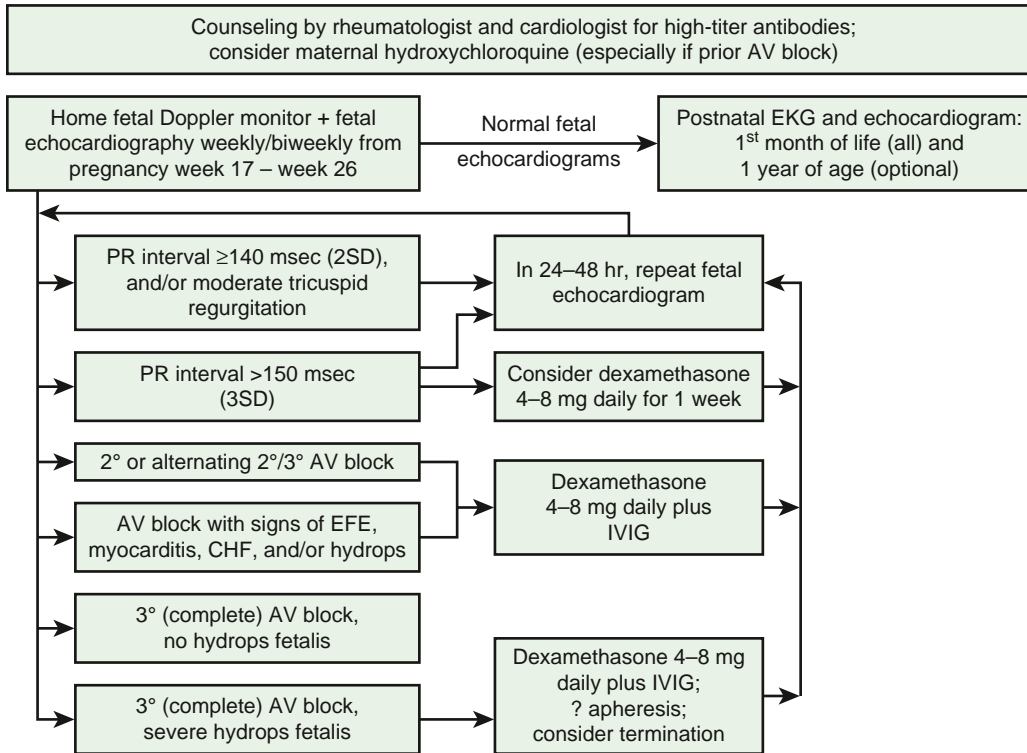 Counseling by rheumatologist and cardiologist for high-titer antibodies;
consider maternal hydroxychloroquine (especially if prior AV block)
Home fetal Doppler monitor + fetal
echocardiography weekly/biweekly from
pregnancy week 17 – week 26
Normal fetal
echocardiograms
Postnatal EKG and echocardiogram:
1st month of life (all) and
1 year of age (optional)
PR interval ≥140 msec (2SD),
and/or moderate tricuspid
regurgitation
In 24–48 hr, repeat fetal
echocardiogram
PR interval >150 msec
(3SD)
Consider dexamethasone
4–8 mg daily for 1 week
2° or alternating 2°/3° AV block
AV block with signs of EFE,
myocarditis, CHF, and/or hydrops
Dexamethasone
4–8 mg daily plus
IVIG
3° (complete) AV block,
no hydrops fetalis
3° (complete) AV block,
severe hydrops fetalis
Dexamethasone 4–8 mg
daily plus IVIG;
? apheresis;
consider termination